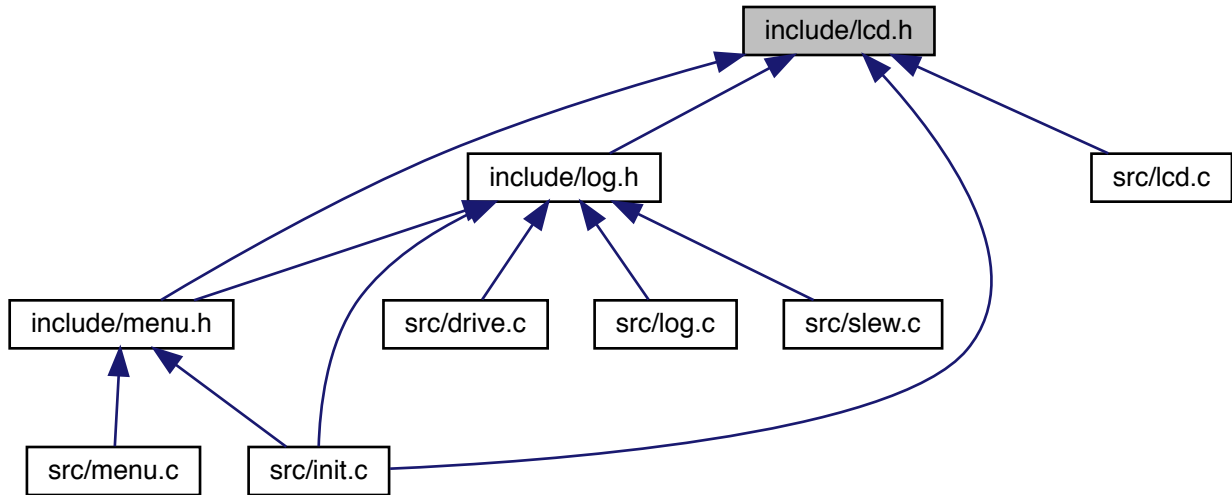 include/lcd.h
include/log.h
src/lcd.c
include/menu.h
src/drive.c
src/log.c
src/slew.c
src/menu.c
src/init.c